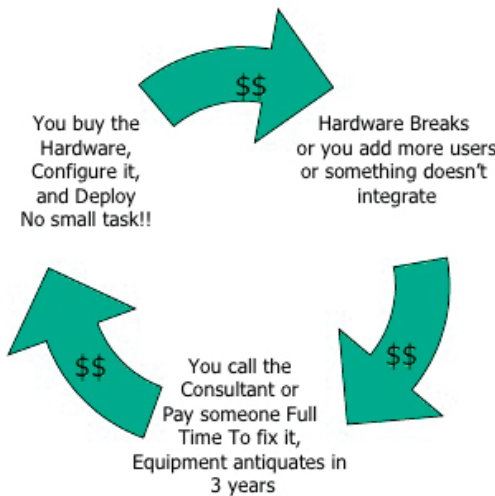 $$
You buy the
Hardware,
Configure it,
and Deploy
No small task!!
Hardware Breaks
or you add more users
or something doesn't
integrate
$$
You call the
Consultant or
Pay someone Full
Time To fix it,
Equipment antiquates in
3 years
$$